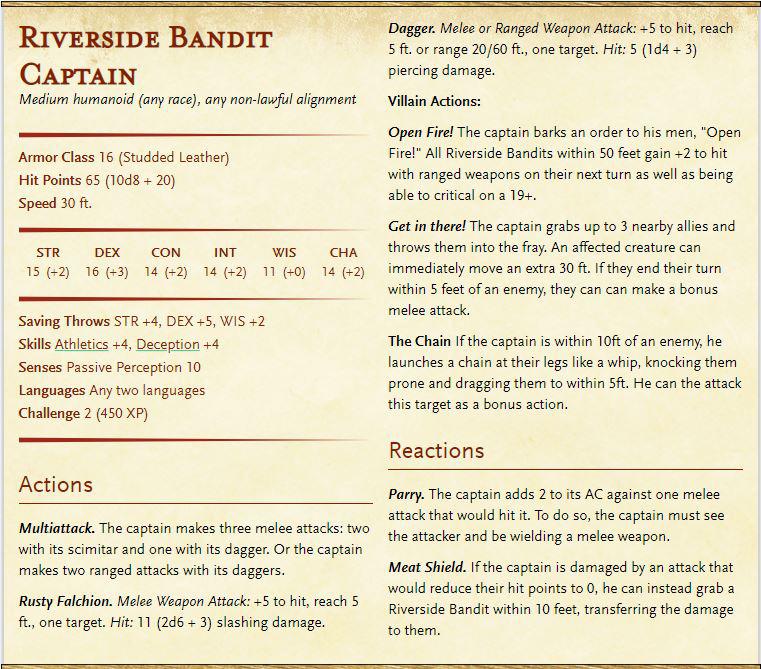 Riverside Bandit
Captain
Medium humanoid (any race), any non-lawful alignment
Armor Class 16 (Studded Leather)
Hit Points 65 (10d8 + 20)
Speed 30 ft.
STR DEX CON INT WIS CHA
15 (+2) 16 (+3) 14 (+2) 14 (+2) 11 (+0) 14 (+2)
Saving Throws STR +4, DEX +5, WIS +2
Skills Athletics +4, Deception +4
Senses Passive Perception 10
Languages Any two languages
Challenge 2 (450 XP)
Actions
Multiattack. The captain makes three melee attacks: two
with its scimitar and one with its dagger. Or the captain
makes two ranged attacks with its daggers.
Rusty Falchion. Melee Weapon Attack: +5 to hit, reach 5
ft., one target. Hit: 11 (2d6 + 3) slashing damage.
Dagger. Melee or Ranged Weapon Attack: +5 to hit, reach
5 ft. or range 20/60 ft., one target. Hit: 5 (1d4 + 3)
piercing damage.
Villain Actions:
Open Fire! The captain barks an order to his men, "Open
Fire!" All Riverside Bandits within 50 feet gain +2 to hit
with ranged weapons on their next turn as well as being
able to critical on a 19+.
Get in there! The captain grabs up to 3 nearby allies and
throws them into the fray. An affected creature can
immediately move an extra 30 ft. If they end their turn
within 5 feet of an enemy, they can can make a bonus
melee attack.
The Chain If the captain is within 10ft of an enemy, he
launches a chain at their legs like a whip, knocking them
prone and dragging them to within 5ft. He can the attack
this target as a bonus action.
Reactions
Parry. The captain adds 2 to its AC against one melee
attack that would hit it. To do so, the captain must see
the attacker and be wielding a melee weapon.
Meat Shield. If the captain is damaged by an attack that
would reduce their hit points to 0, he can instead grab a
Riverside Bandit within 10 feet, transferring the damage
to them.